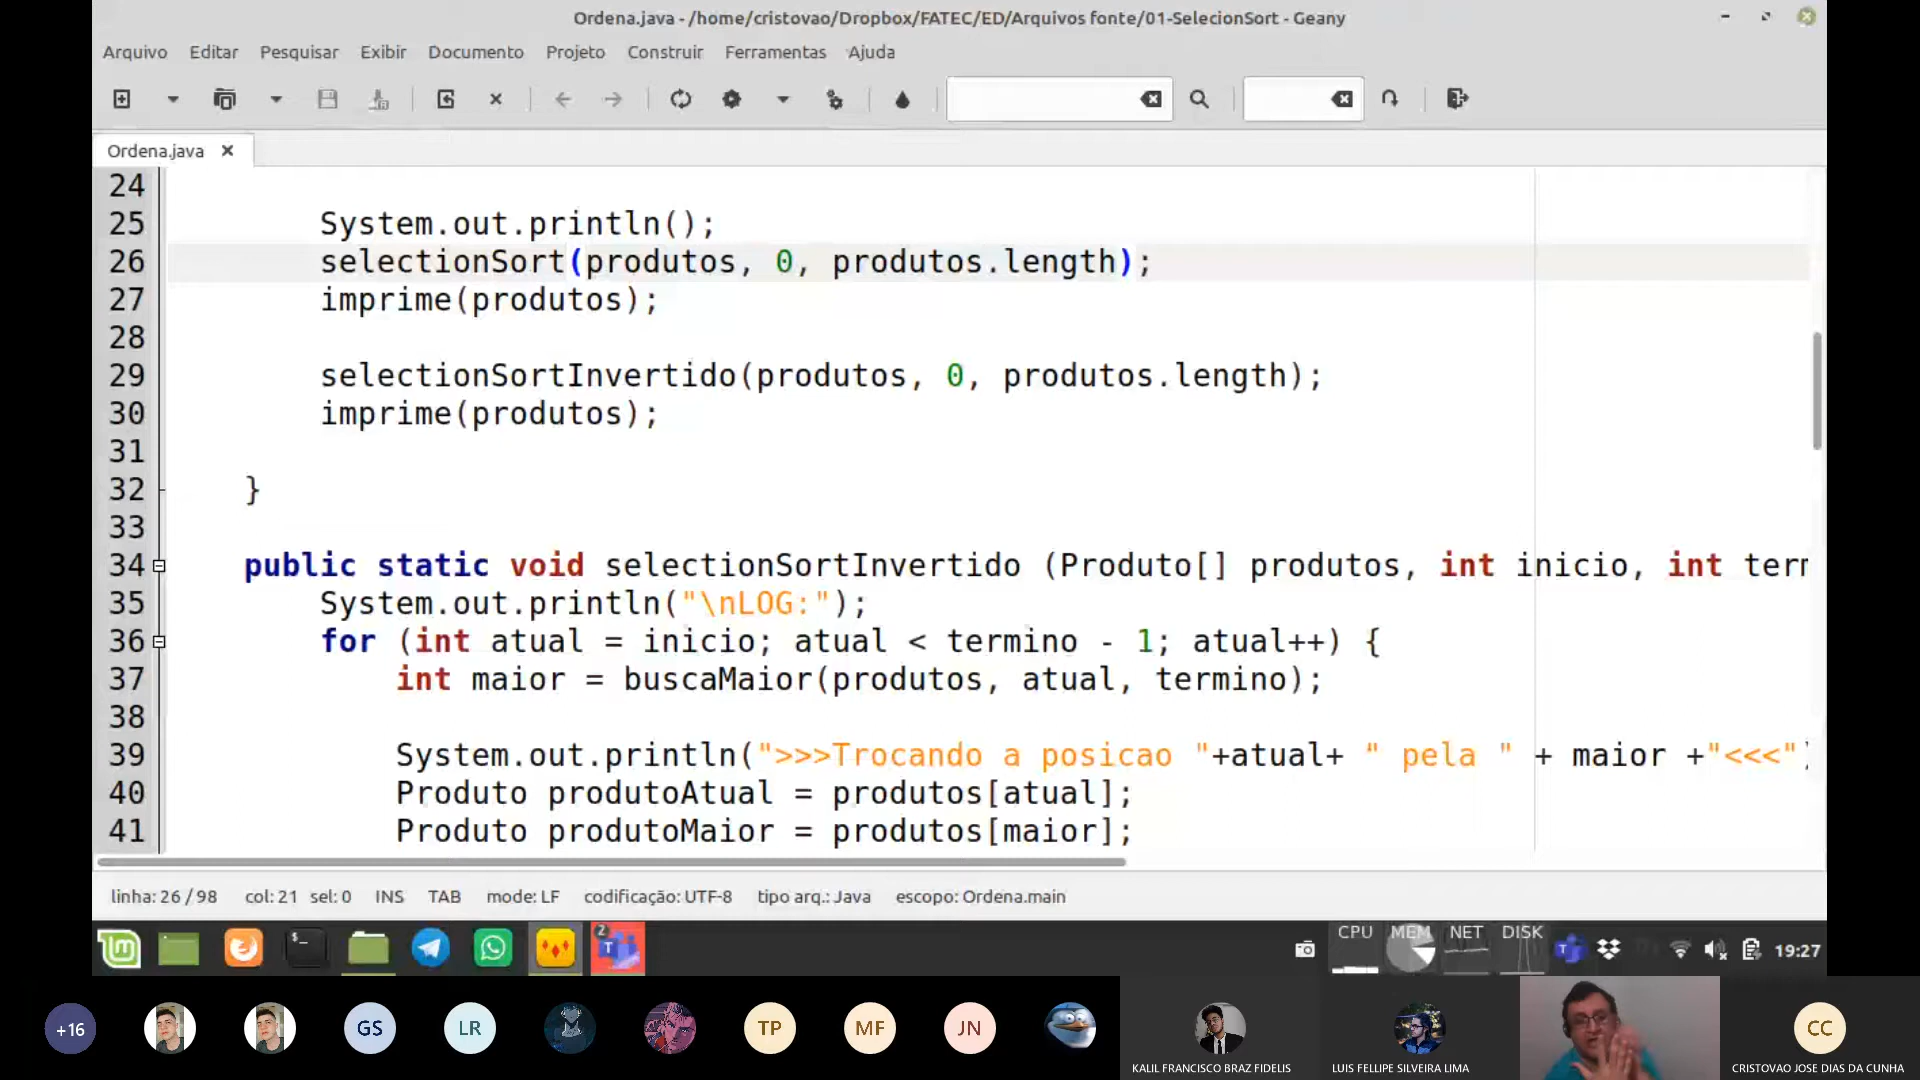 Ordena.java - /home/cristovao/Dropbox/FATEC/ED/Arquivos fonte/01-SelecionSort - Geany
Arquivo Editar Pesquisar Exibir Documento Projeto Construir Ferramentas Ajuda
Ordena.java
24
25 System.out.println();
26 selectionSort(produtos, 0, produtos.length);
27 imprime(produtos);
28
29 selectionSortInvertido(produtos, 0, produtos.length);
30 imprime(produtos);
31
32 }
33
34 public static void selectionSortInvertido (Produto[] produtos, int inicio, int term
35 System.out.println("\nLOG:");
36 for (int atual = inicio; atual < termino - 1; atual++) {
37 int maior = buscaMaior(produtos, atual, termino);
38
39 System.out.println(">>>Trocando a posicao "+atual+ " pela " + maior +"<<<")
40 Produto produtoAtual = produtos[atual];
41 Produto produtoMaior = produtos[maior];
linha: 26 / 98 col: 21 sel: 0 INS TAB mode: LF codificação: UTF-8 tipo arq.: Java escopo: Ordena.main
2 CPU MEM NET DISK 19:27
+16 GS LR TP MF JN CC
KALIL FRANCISCO BRAZ FIDELIS LUIS FELLIPE SILVEIRA LIMA CRISTOVAO JOSE DIAS DA CUNHA